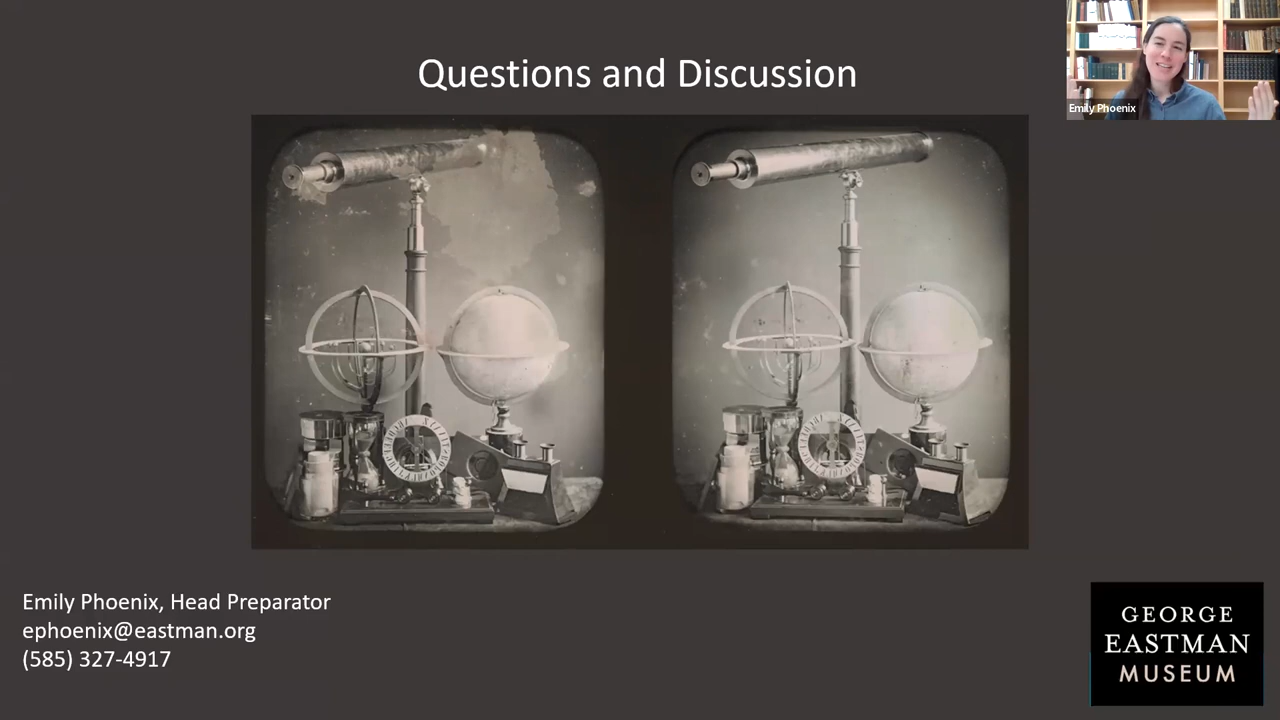 Questions and Discussion
Emily Phoenix
Emily Phoenix, Head Preparator
ephoenix@eastman.org
(585) 327-4917
GEORGE
EASTMAN
MUSEUM